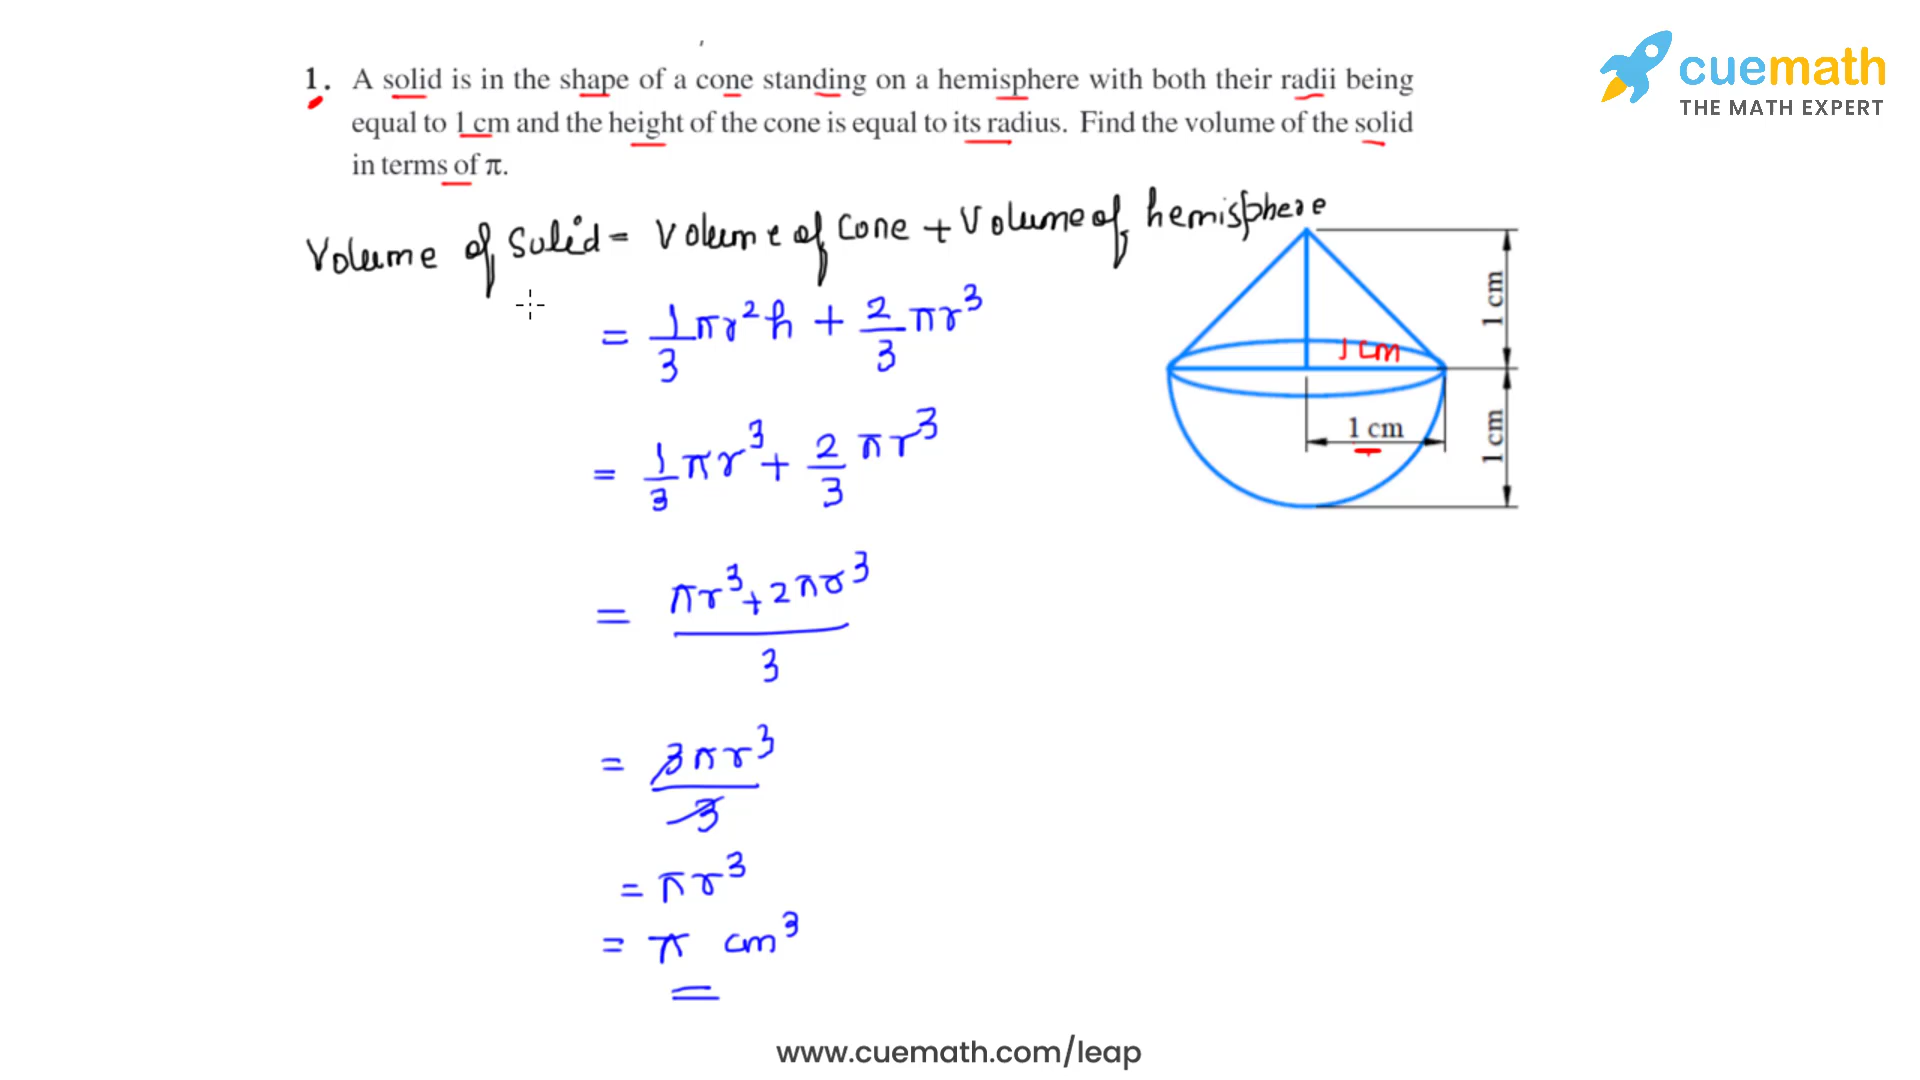 1. A solid is in the shape of a cone standing on a hemisphere with both their radii being
equal to 1 cm and the height of the cone is equal to its radius. Find the volume of the solid
in terms of π.
cuemath
THE MATH EXPERT
Volume of Solid = Volume of Cone + Volume of hemisphere
= 1/3 πr²h + 2/3 πr³
= 1/3 πr³ + 2/3 πr³
= πr³ + 2πr³ / 3
= 3πr³ / 3
= πr³
= π cm³
1 cm
1 cm
1 cm
1 cm
www.cuemath.com/leap